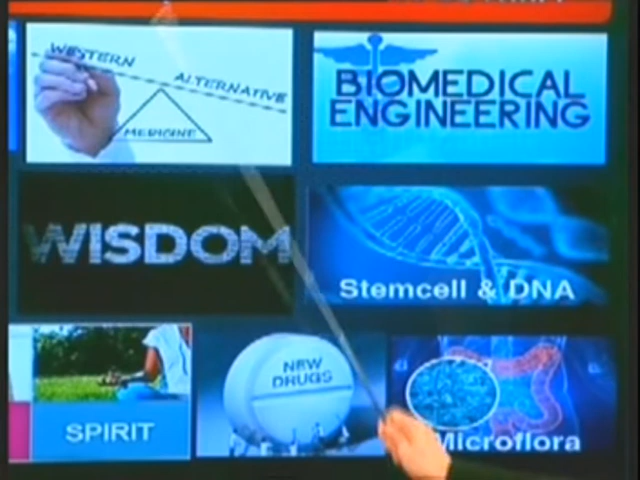 WESTERN
ALTERNATIVE
MEDICINE
BIOMEDICAL
ENGINEERING
WISDOM
Stemcell & DNA
SPIRIT
NEW
DRUGS
Microflora